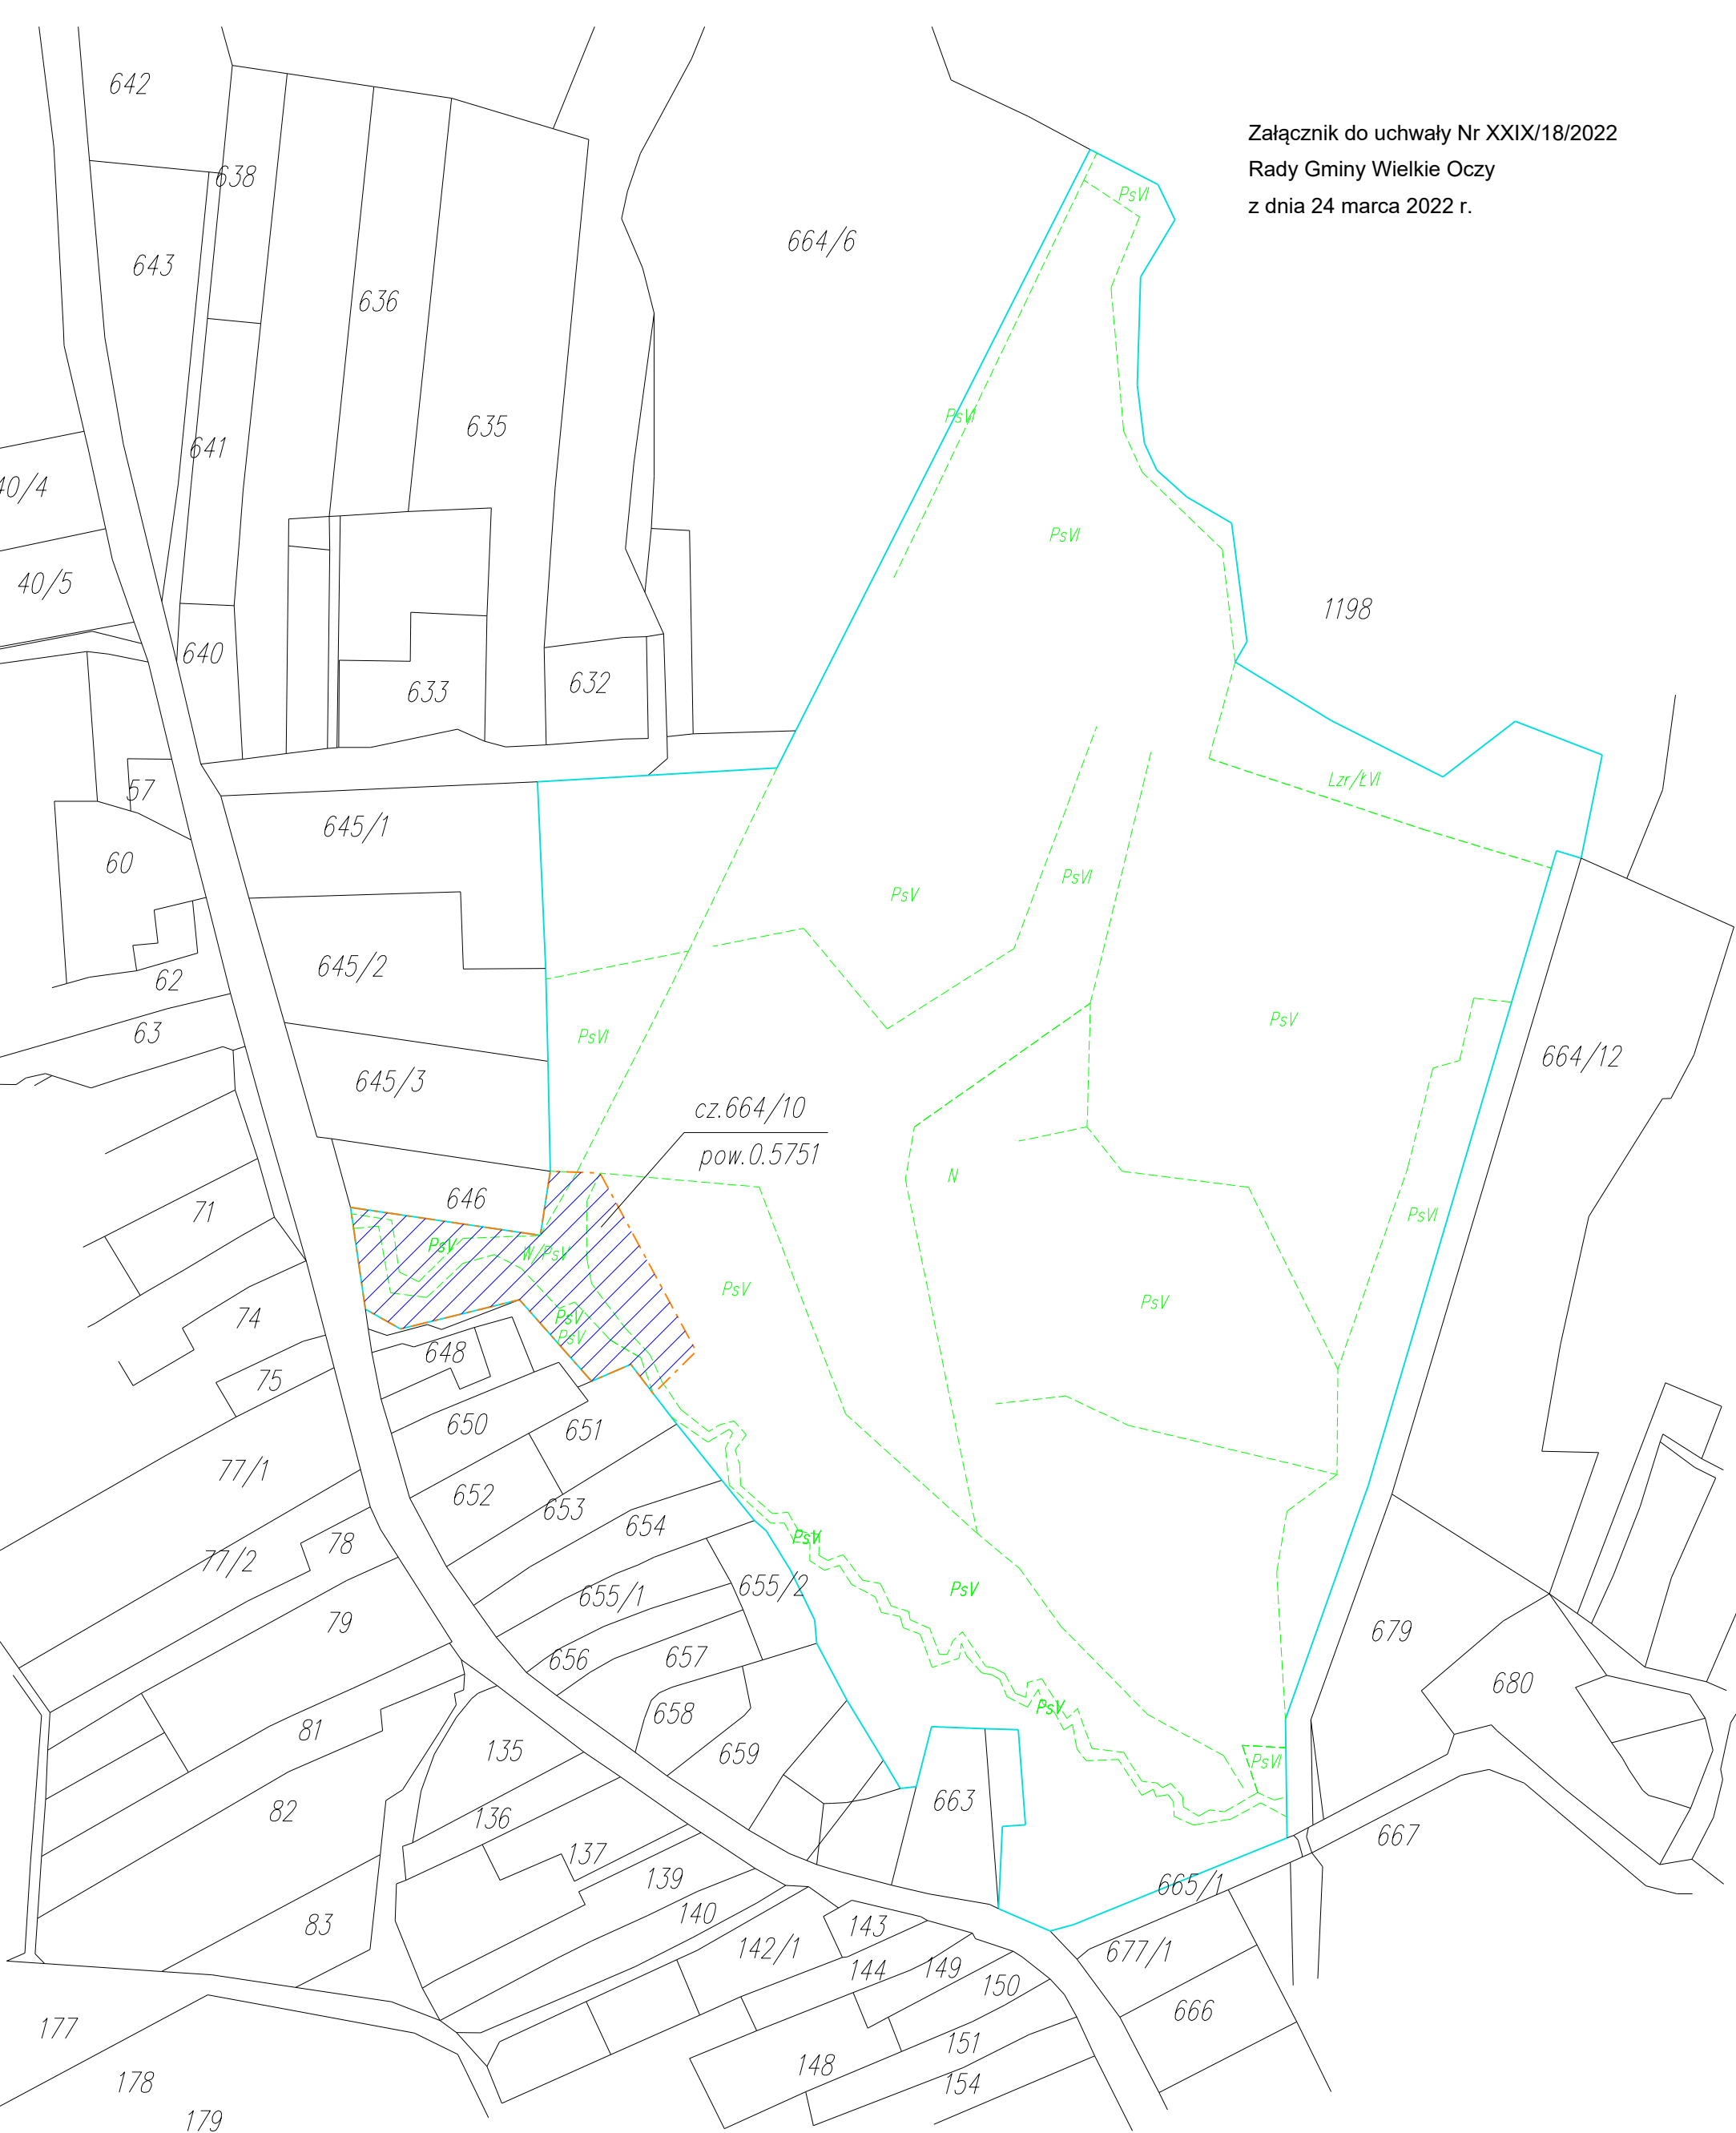 642
Załącznik do uchwały Nr XXIX/18/2022
Rady Gminy Wielkie Oczy
z dnia 24 marca 2022 r.
638
PsVI
664/6
643
636
PsVI
635
641
40/4
PsVI
40/5
1198
640
633
632
57
Lzr/ŁVI
645/1
60
PsVI
PsV
645/2
62
PsV
63
PsVI
664/12
645/3
cz.664/10
pow.0.5751
N
646
71
PsVI
PsV
W/PsV
PsV
PsV
74
PsV
PsV
648
75
650
651
77/1
652
653
654
PsV
78
77/2
655/2
PsV
655/1
79
679
656
657
680
PsV
658
81
135
659
PsVI
82
663
136
667
137
139
665/1
140
83
143
142/1
677/1
144
149
150
666
177
151
148
154
178
179